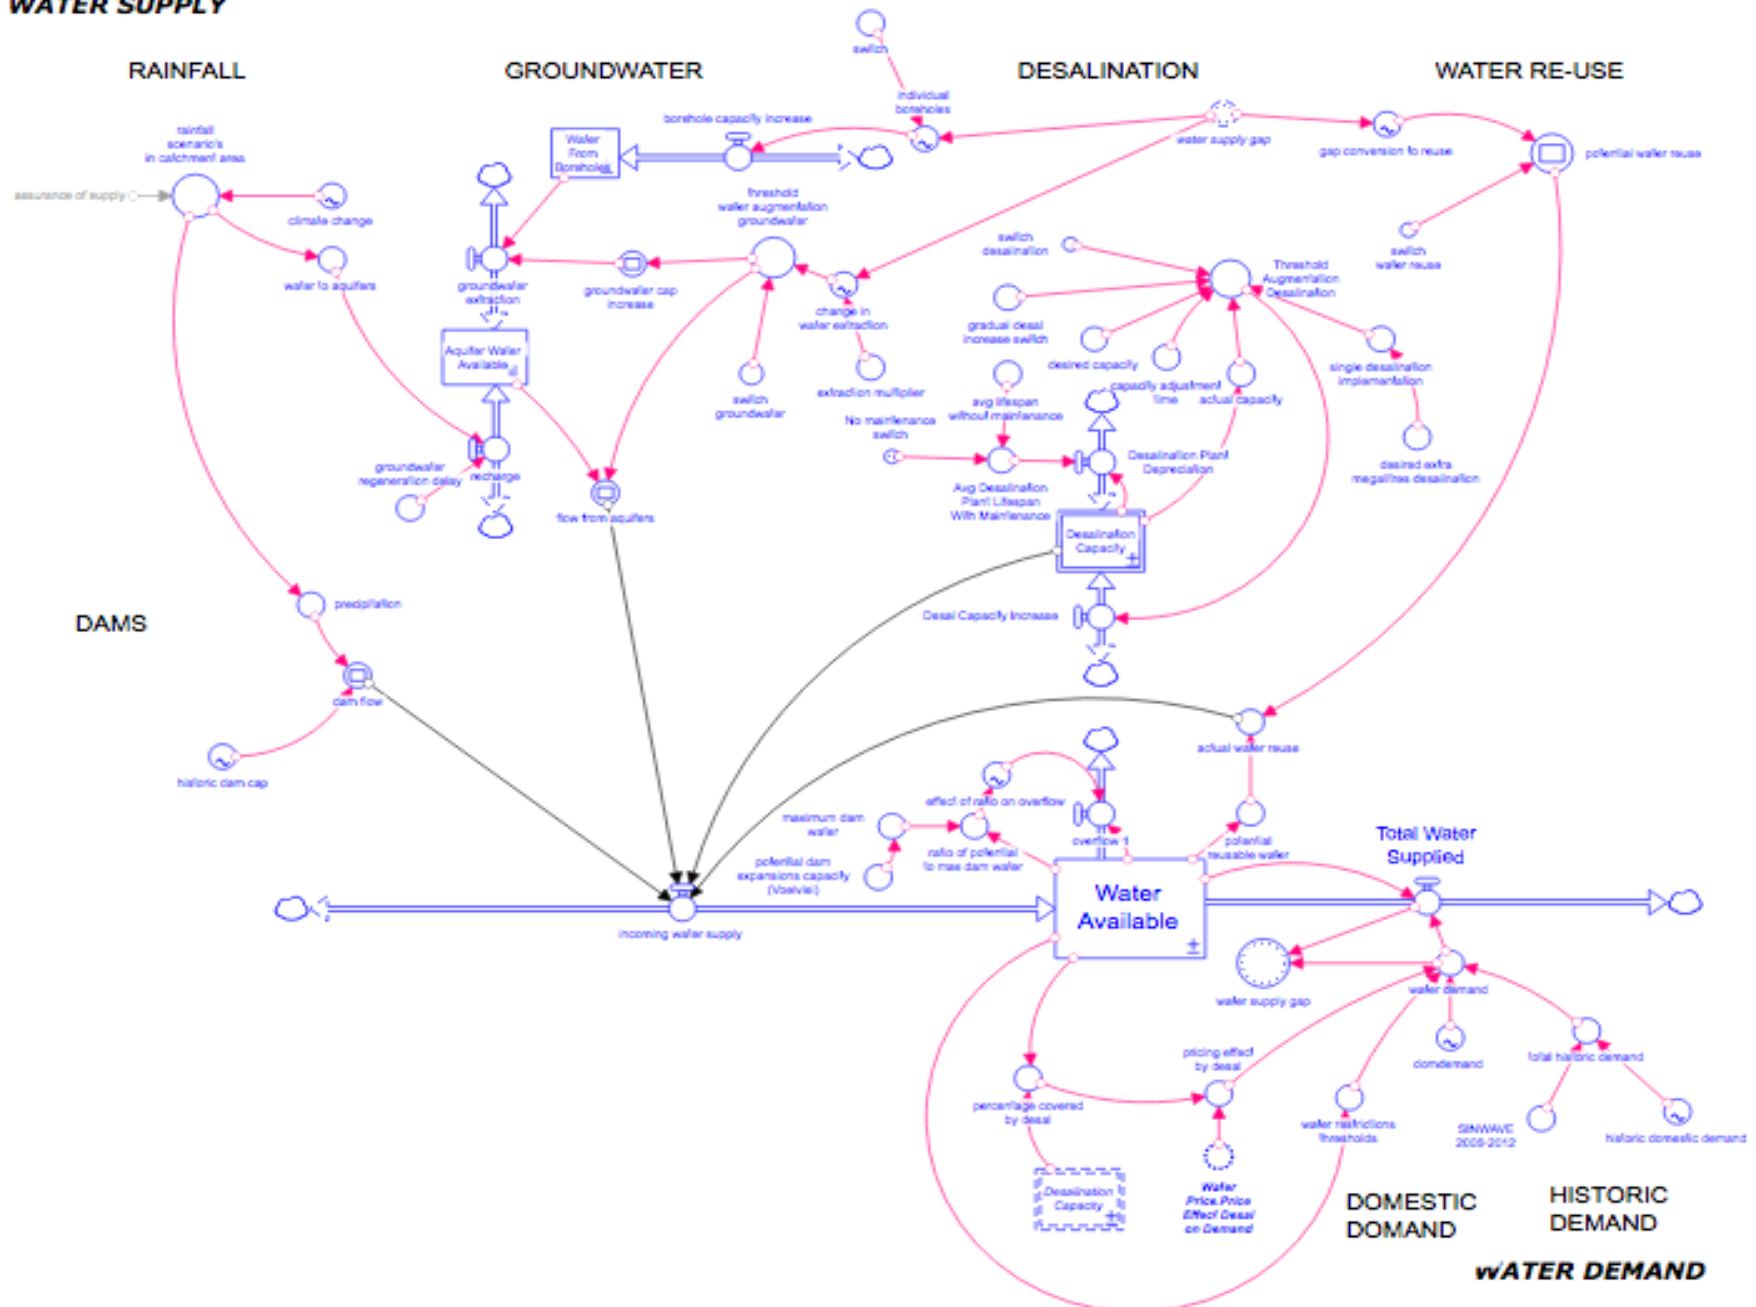 WATER SUPPLY
RAINFALL
GROUNDWATER
DESALINATION
WATER RE-USE
switch
individual
boreholes
borehole capacity increase
Water
From
Boreholes
water supply gap
gap conversion to reuse
potential water reuse
rainfall
scenario's
in catchment area
assurance of supply
climate change
water to aquifers
threshold
water augmentation
groundwater
groundwater
extraction
groundwater cap
increase
change in
water extraction
switch
groundwater
extraction multiplier
switch
desalination
Threshold
Augmentation
Desalination
gradual desal
increase switch
desired capacity
capacity adjustment
time
actual capacity
single desalination
implementation
desired extra
megalitres desalination
switch
water reuse
Aquifer Water
Available
groundwater
regeneration delay
recharge
flow from aquifers
avg lifespan
without maintenance
No maintenance
switch
Desalination Plant
Depreciation
Avg Desalination
Plant Lifespan
With Maintenance
Desalination
Capacity
Desal Capacity Increase
DAMS
precipitation
dam flow
historic dam cap
actual water reuse
effect of ratio on overflow
maximum dam
water
overflow 1
ratio of potential
to max dam water
potential dam
expansions capacity
(Voelvlei)
potential
reusable water
Total Water
Supplied
Water
Available
incoming water supply
water supply gap
water demand
domdemand
total historic demand
pricing effect
by desal
percentage covered
by desal
water restrictions
thresholds
SINWAVE
2006-2012
historic domestic demand
Desalination
Capacity
Water
Price.Price
Effect Desal
on Demand
DOMESTIC
DOMAND
HISTORIC
DEMAND
wATER DEMAND